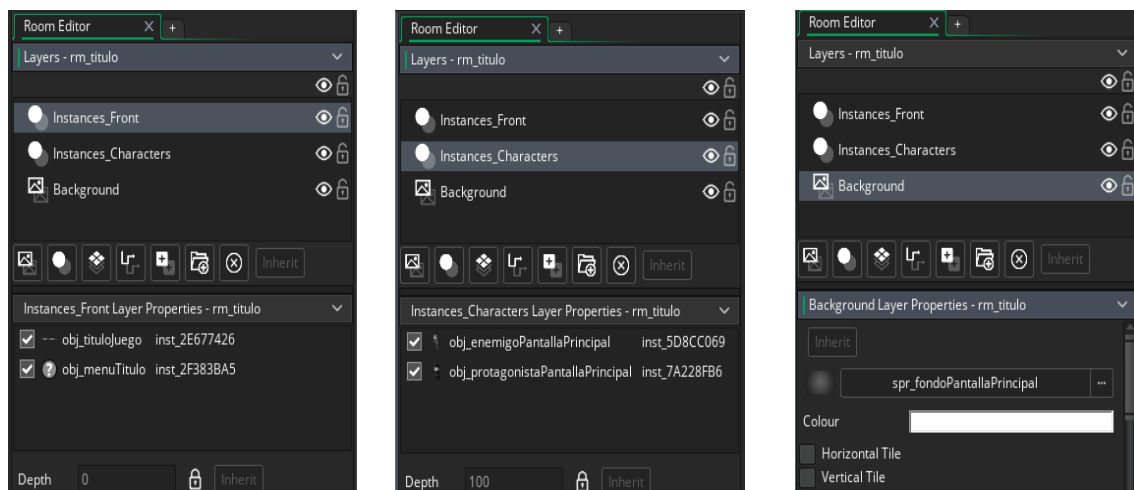 Room Editor X +
Layers - rm_titulo
Instances_Front
Instances_Characters
Background
Inherit
Instances_Front Layer Properties - rm_titulo
obj_tituloJuego inst_2E677426
obj_menuTitulo inst_2F383BA5
Depth 0 Inherit
Room Editor X +
Layers - rm_titulo
Instances_Front
Instances_Characters
Background
Inherit
Instances_Characters Layer Properties - rm_titulo
obj_enemigoPantallaPrincipal inst_5D8CC069
obj_protagonistaPantallaPrincipal inst_7A228FB6
Depth 100 Inherit
Room Editor X +
Layers - rm_titulo
Instances_Front
Instances_Characters
Background
Inherit
Background Layer Properties - rm_titulo
Inherit
spr_fondoPantallaPrincipal ...
Colour
Horizontal Tile
Vertical Tile